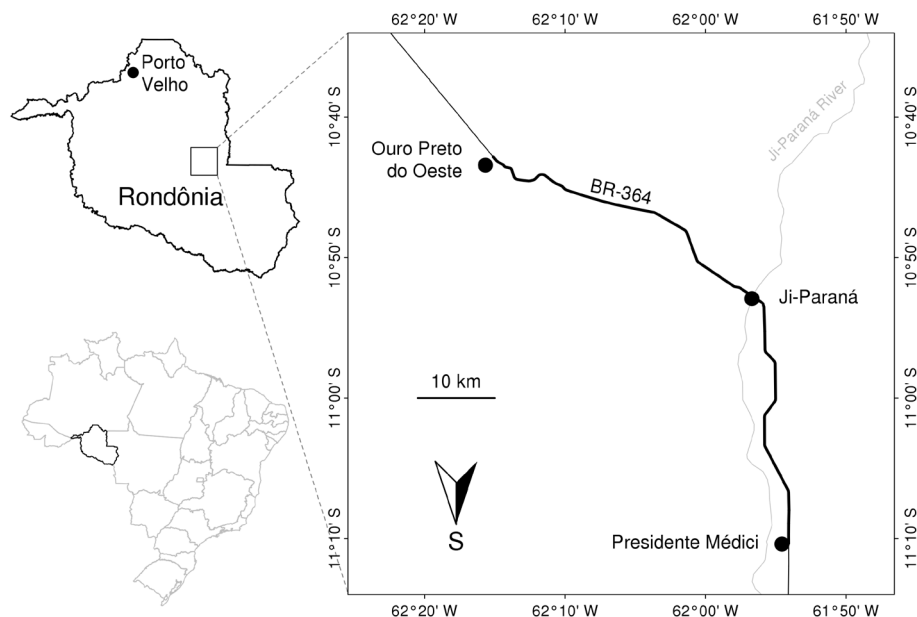 62°20' W
62°10' W
62°00' W
61°50' W
Porto
Velho
Rondônia
10°40' S
10°50' S
11°00' S
11°10' S
10°40' S
10°50' S
11°00' S
11°10' S
Ji-Paraná River
Ouro Preto
do Oeste
BR-364
Ji-Paraná
10 km
S
Presidente Médici
62°20' W
62°10' W
62°00' W
61°50' W